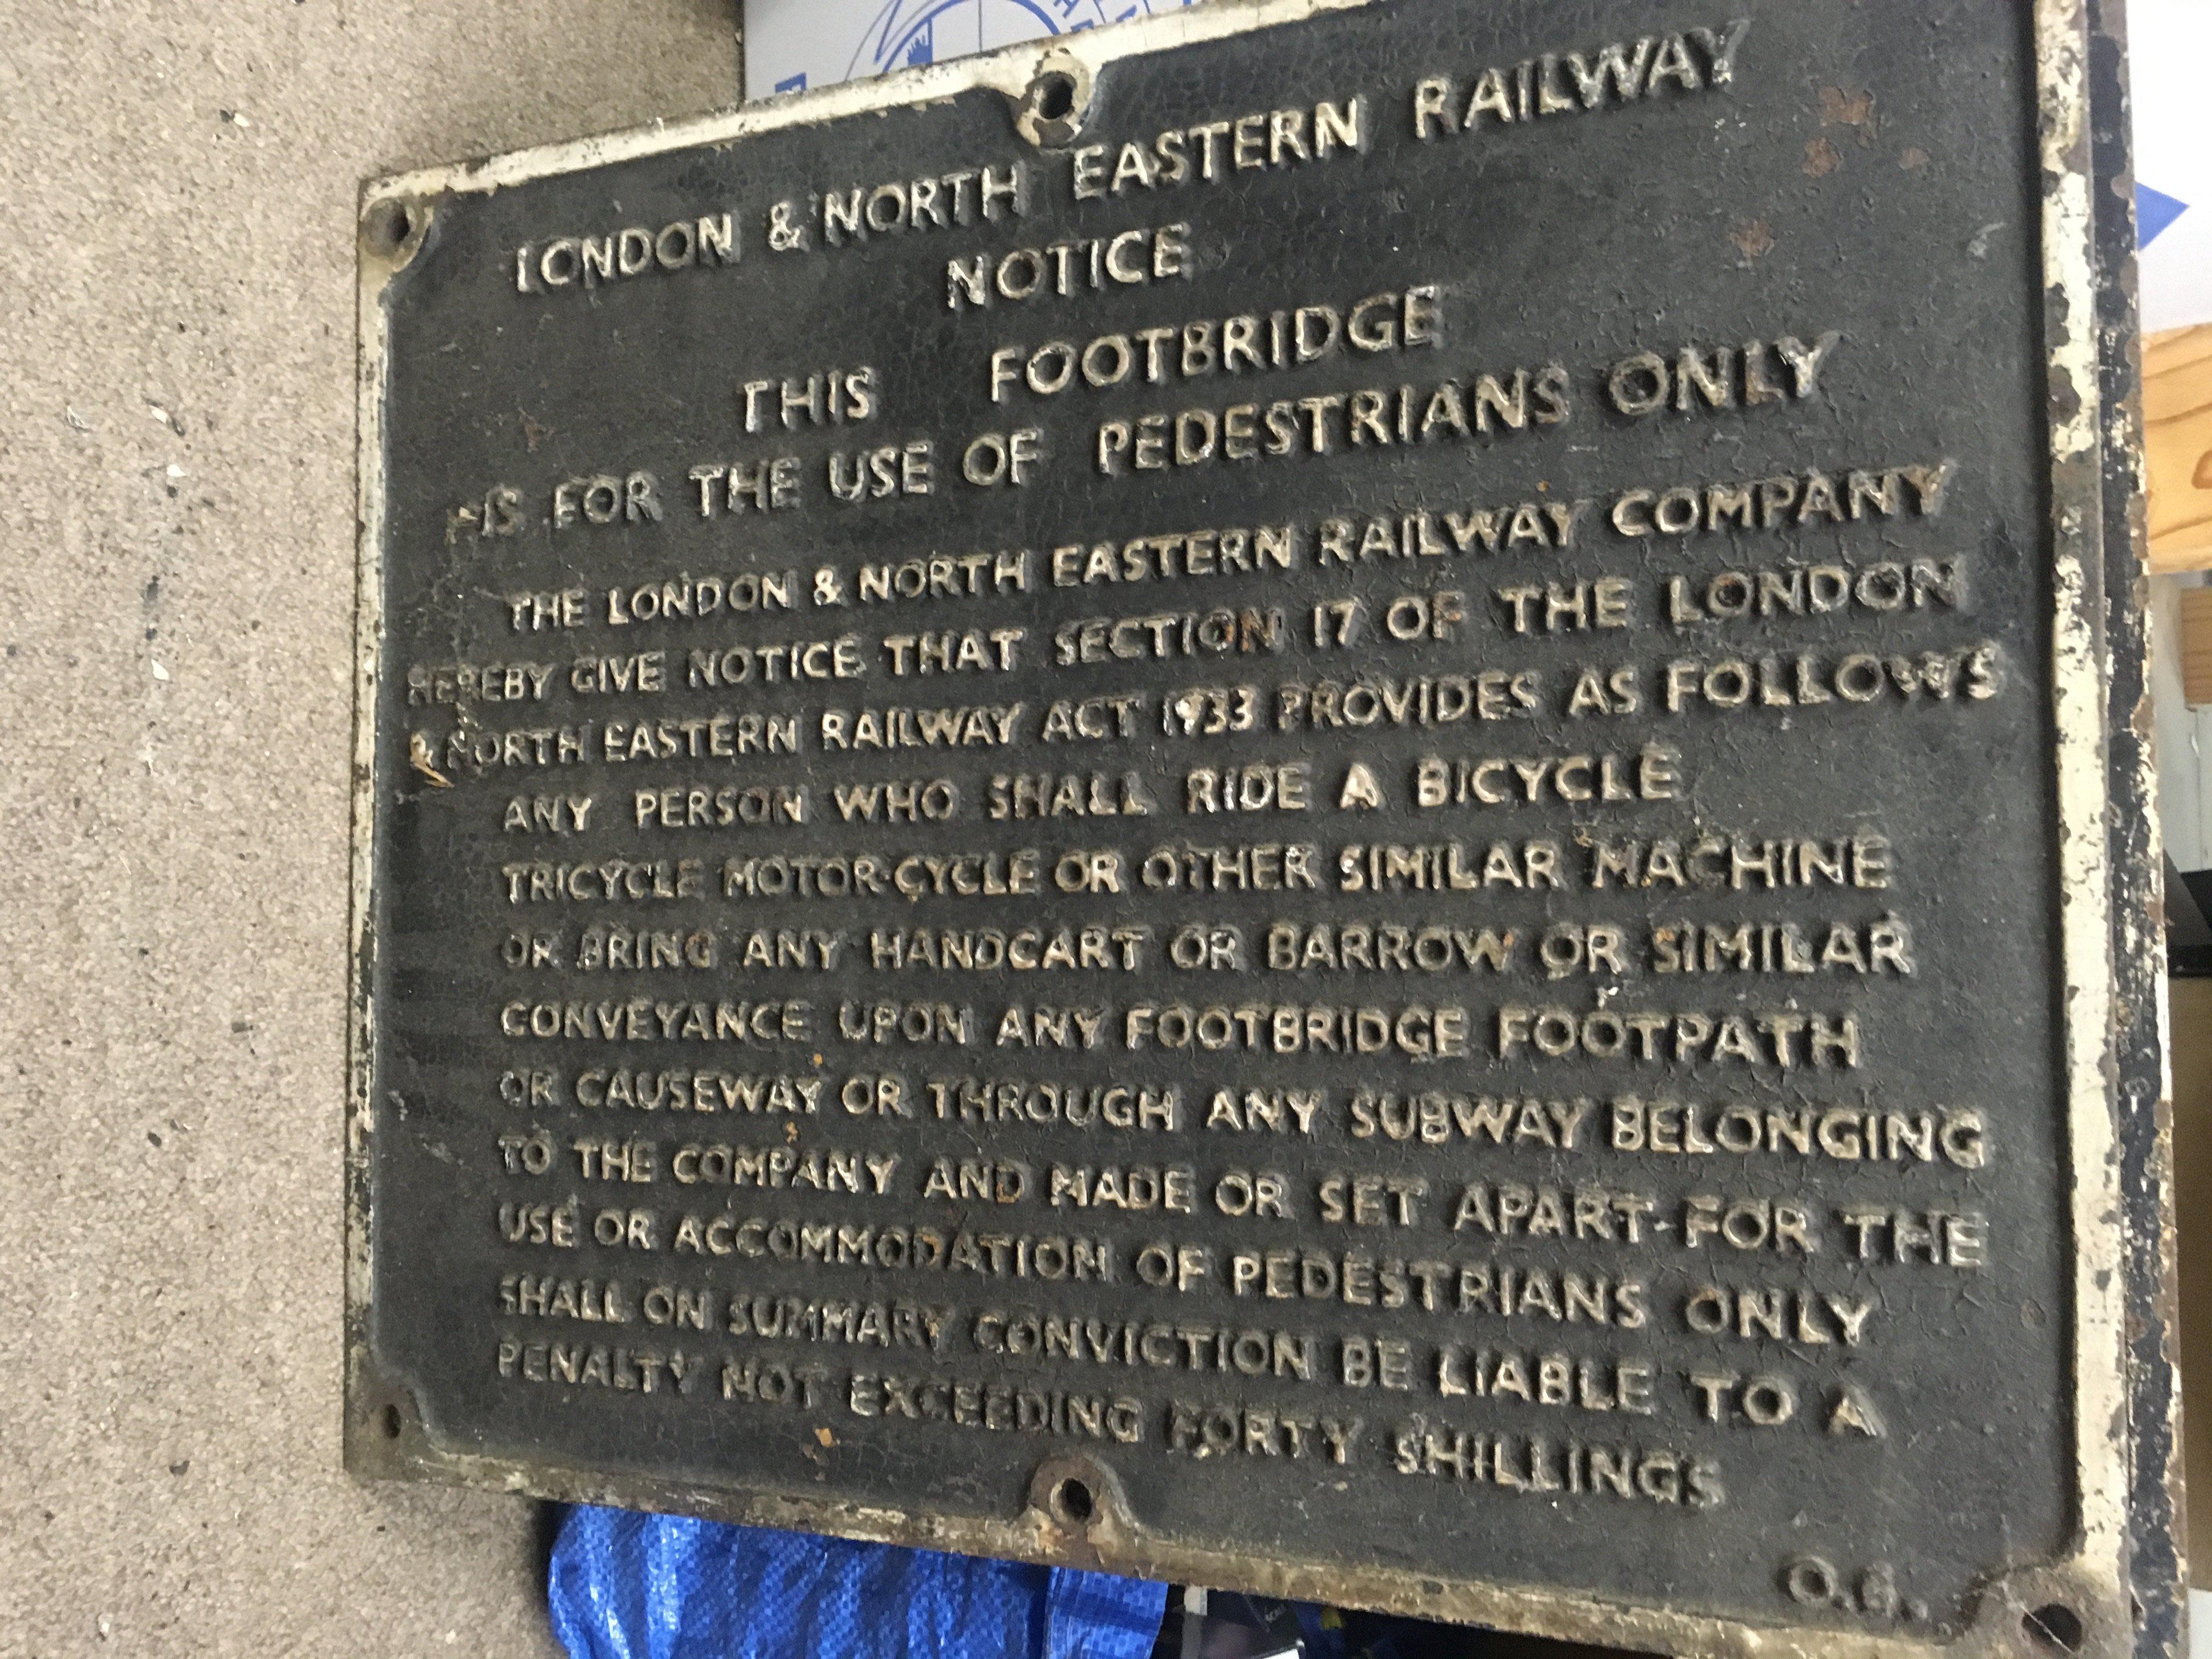 LONDON & NORTH EASTERN RAILWAY
NOTICE
THIS FOOTBRIDGE
IS FOR THE USE OF PEDESTRIANS ONLY
THE LONDON & NORTH EASTERN RAILWAY COMPANY
HEREBY GIVE NOTICE THAT SECTION 17 OF THE LONDON
& NORTH EASTERN RAILWAY ACT 1933 PROVIDES AS FOLLOWS
ANY PERSON WHO SHALL RIDE A BICYCLE
TRICYCLE MOTOR-CYCLE OR OTHER SIMILAR MACHINE
OR BRING ANY HANDCART OR BARROW OR SIMILAR
CONVEYANCE UPON ANY FOOTBRIDGE FOOTPATH
OR CAUSEWAY OR THROUGH ANY SUBWAY BELONGING
TO THE COMPANY AND MADE OR SET APART FOR THE
USE OR ACCOMMODATION OF PEDESTRIANS ONLY
SHALL ON SUMMARY CONVICTION BE LIABLE TO A
PENALTY NOT EXCEEDING FORTY SHILLINGS